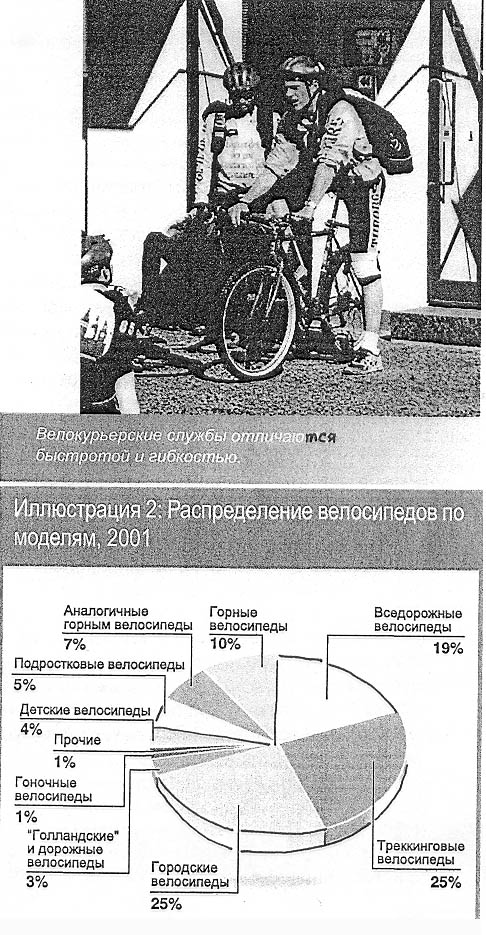 Велокурьерские службы отличаются
быстротой и гибкостью.
Иллюстрация 2: Распределение велосипедов по
моделям, 2001
Аналогичные
горным велосипеды
7%
Горные
велосипеды
10%
Вседорожные
велосипеды
19%
Подростковые велосипеды
5%
Детские велосипеды
4%
Прочие
1%
Гоночные
велосипеды
1%
"Голландские"
и дорожные
велосипеды
3%
Городские
велосипеды
25%
Треккинговые
велосипеды
25%